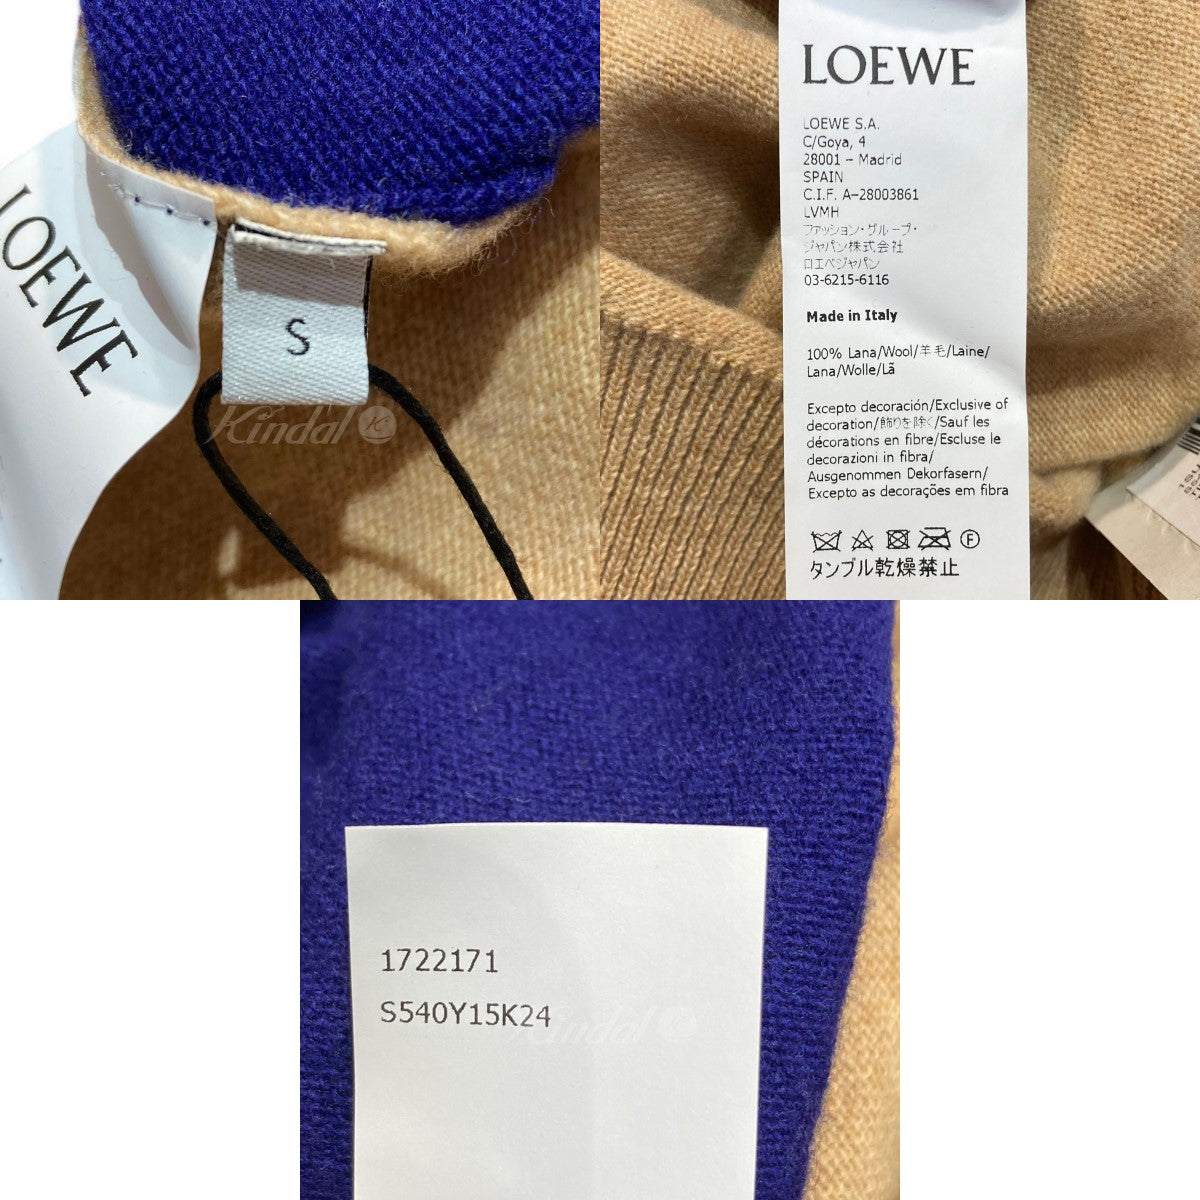 LOEWE
S
Kindal
LOEWE
LOEWE S.A.
C/Goya, 4
28001 – Madrid
SPAIN
C.I.F. A–28003861
LVMH
ファッション・グループ・
ジャパン株式会社
ロエベジャパン
03-6215-6116
Made in Italy
100% Lana/Wool/羊毛/Laine/
Lana/Wolle/Lã
Excepto decoración/Exclusive of
decoration/飾りを除く/Sauf les
décorations en fibre/Escluse le
decorazioni in fibra/
Ausgenommen Dekorfasern/
Excepto as decorações em fibra
F
タンブル乾燥禁止
1722171
S540Y15K24
Kindal